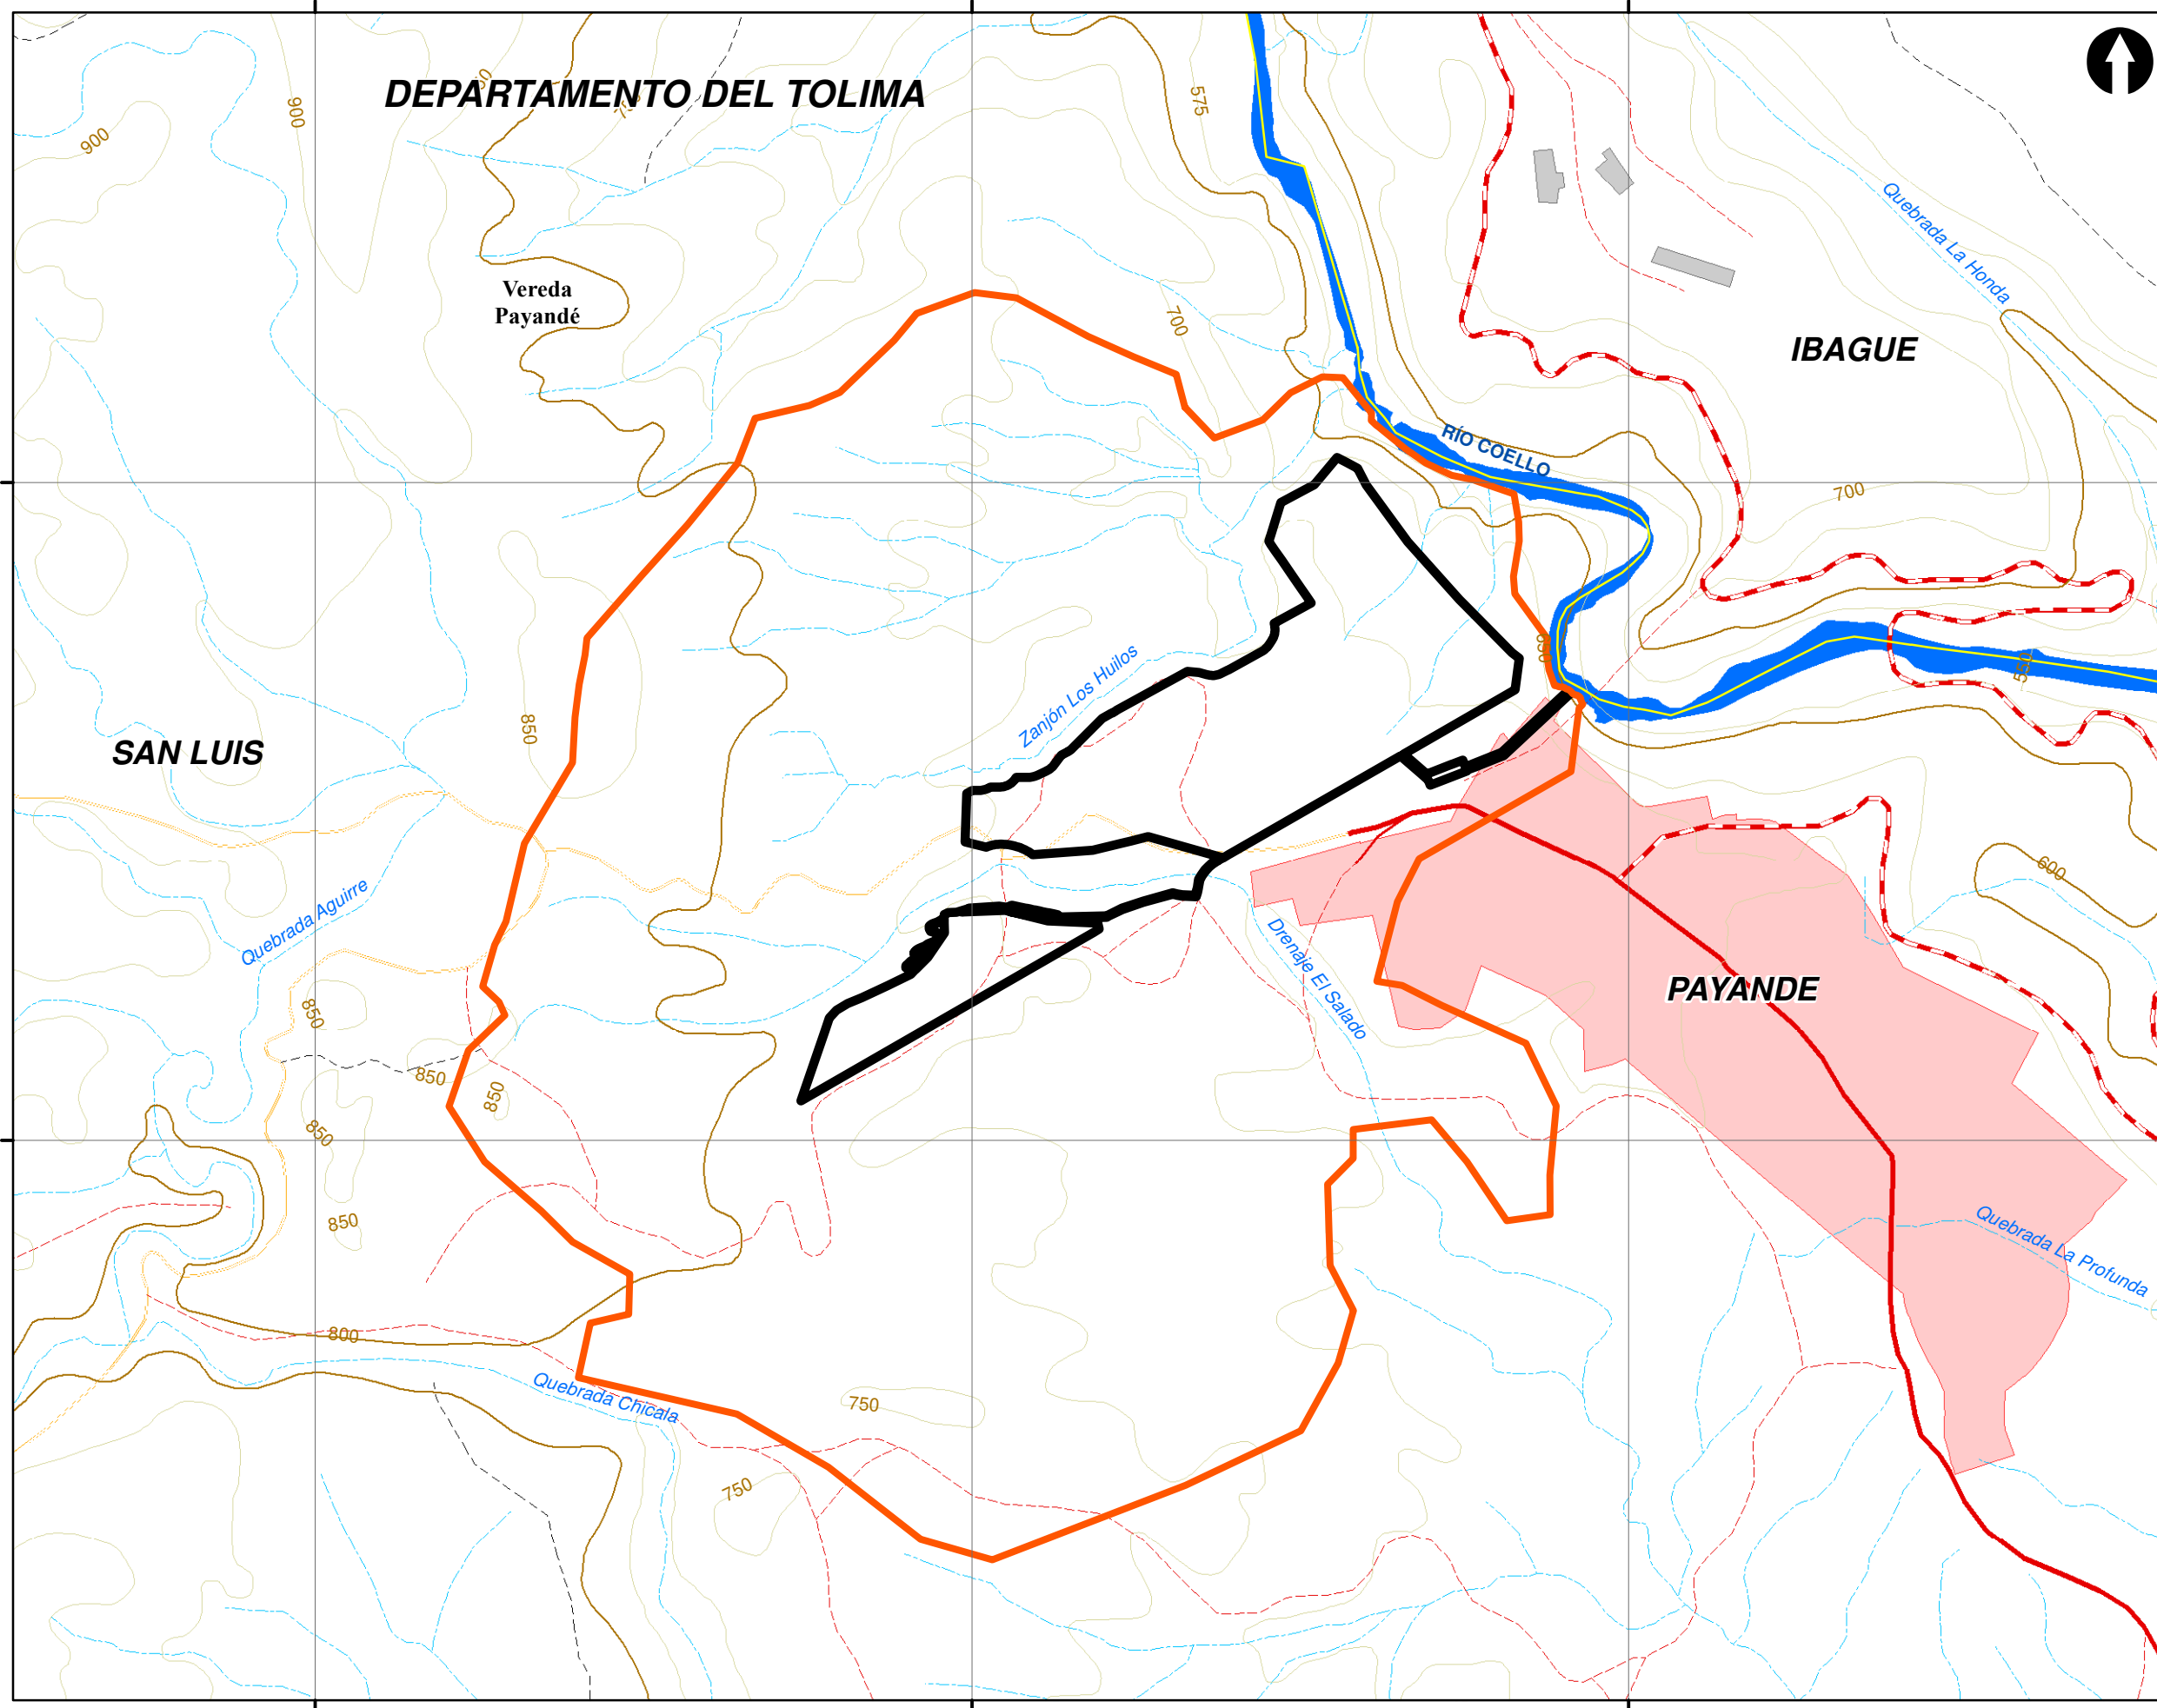 DEPARTAMENTO DEL TOLIMA
900
900
575
Quebrada La Honda
Vereda
Payandé
700
IBAGUE
RÍO COELLO
700
Zanjón Los Huilos
SAN LUIS
850
550
600
Quebrada Aguirre
Drenaje El Salado
PAYANDE
850
850
850
850
850
Quebrada La Profunda
800
Quebrada Chicala
750
750